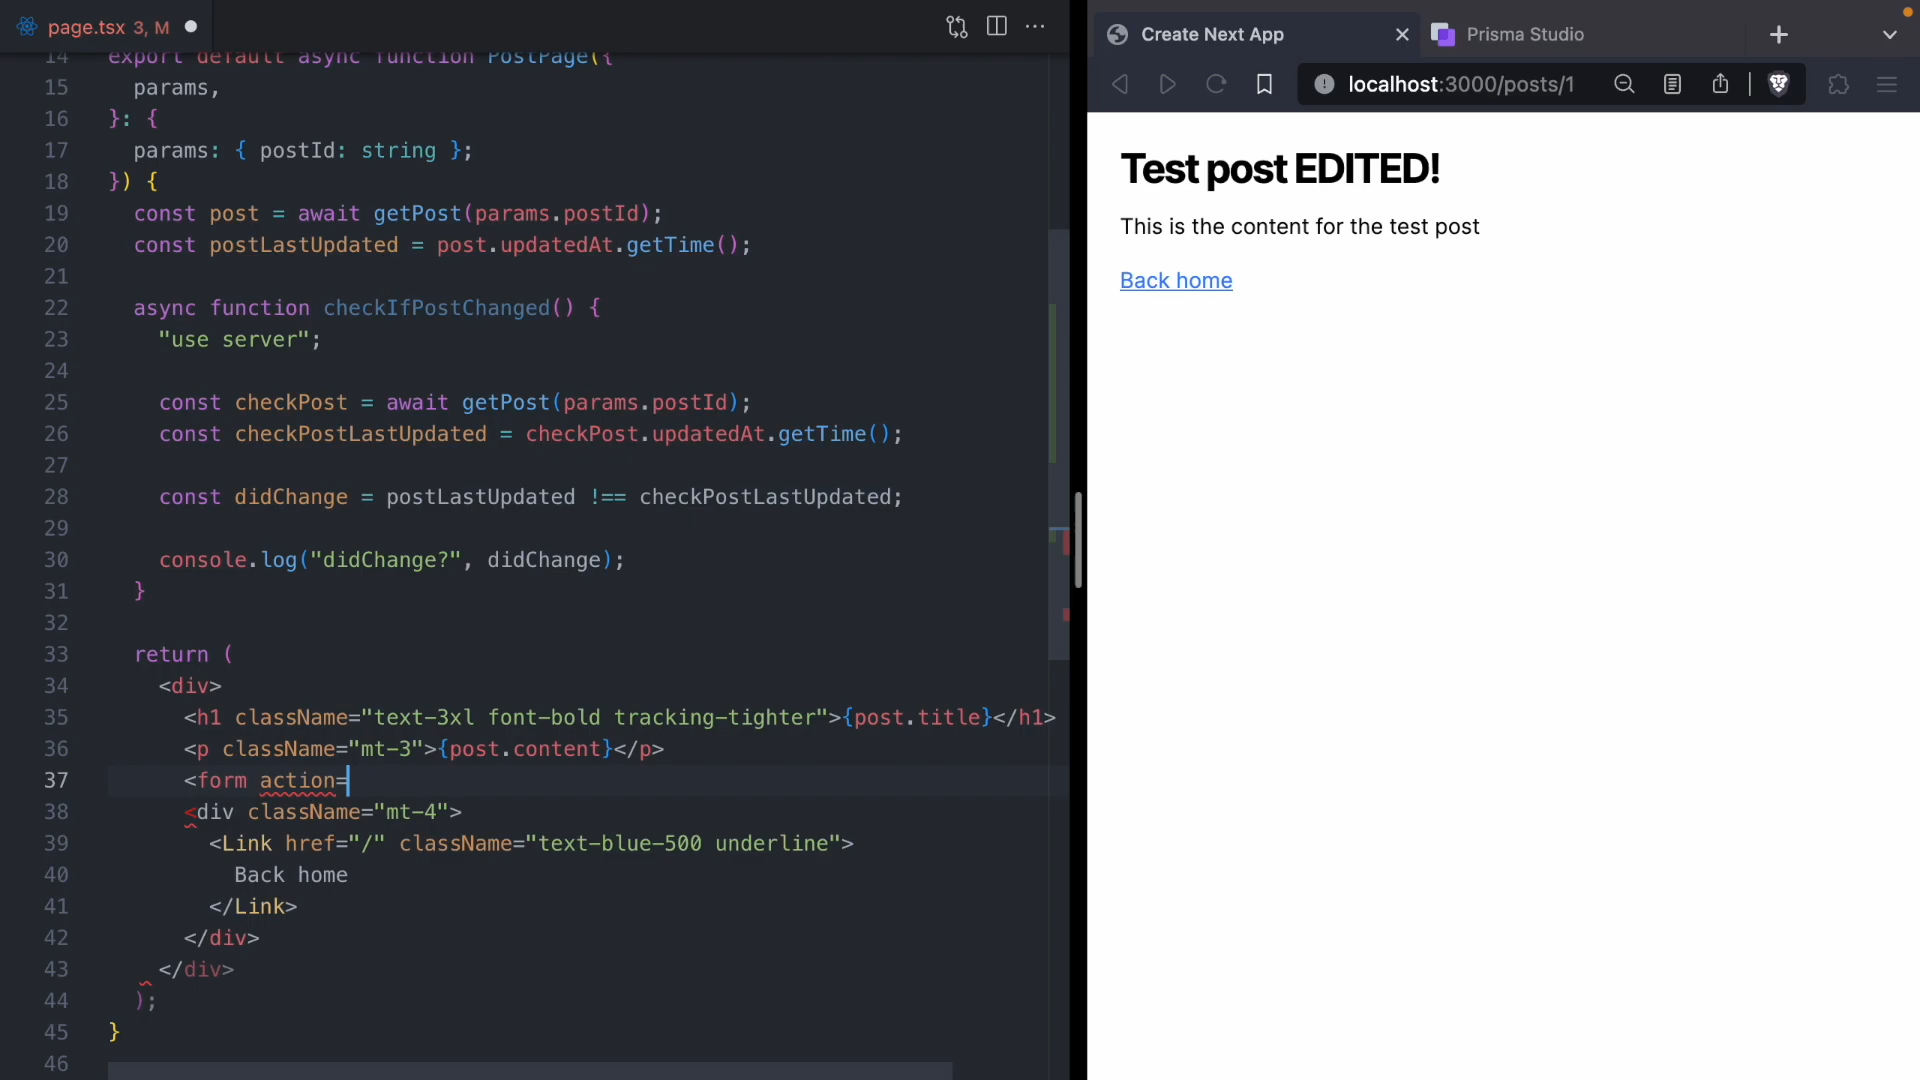 page.tsx 3, M
14 export default async function PostPage({
15 params,
16 }: {
17 params: { postId: string };
18 }) {
19 const post = await getPost(params.postId);
20 const postLastUpdated = post.updatedAt.getTime();
21
22 async function checkIfPostChanged() {
23 "use server";
24
25 const checkPost = await getPost(params.postId);
26 const checkPostLastUpdated = checkPost.updatedAt.getTime();
27
28 const didChange = postLastUpdated !== checkPostLastUpdated;
29
30 console.log("didChange?", didChange);
31 }
32
33 return (
34 <div>
35 <h1 className="text-3xl font-bold tracking-tighter">{post.title}</h1>
36 <p className="mt-3">{post.content}</p>
37 <form action=
38 <div className="mt-4">
39 <Link href="/" className="text-blue-500 underline">
40 Back home
41 </Link>
42 </div>
43 </div>
44 );
45 }
46
Create Next App
Prisma Studio
localhost:3000/posts/1
Test post EDITED!
This is the content for the test post
Back home